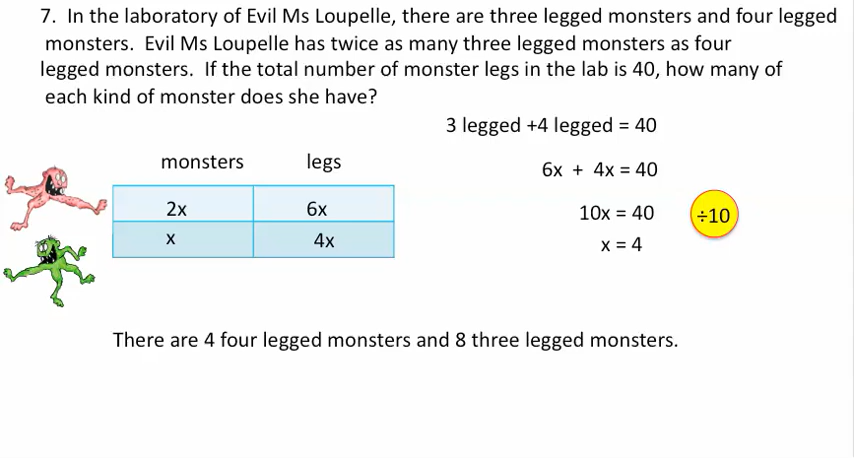 7. In the laboratory of Evil Ms Loupelle, there are three legged monsters and four legged
monsters. Evil Ms Loupelle has twice as many three legged monsters as four
legged monsters. If the total number of monster legs in the lab is 40, how many of
each kind of monster does she have?
3 legged +4 legged = 40
monsters legs
6x + 4x = 40
2x 6x
10x = 40 ÷10
x 4x
x = 4
There are 4 four legged monsters and 8 three legged monsters.